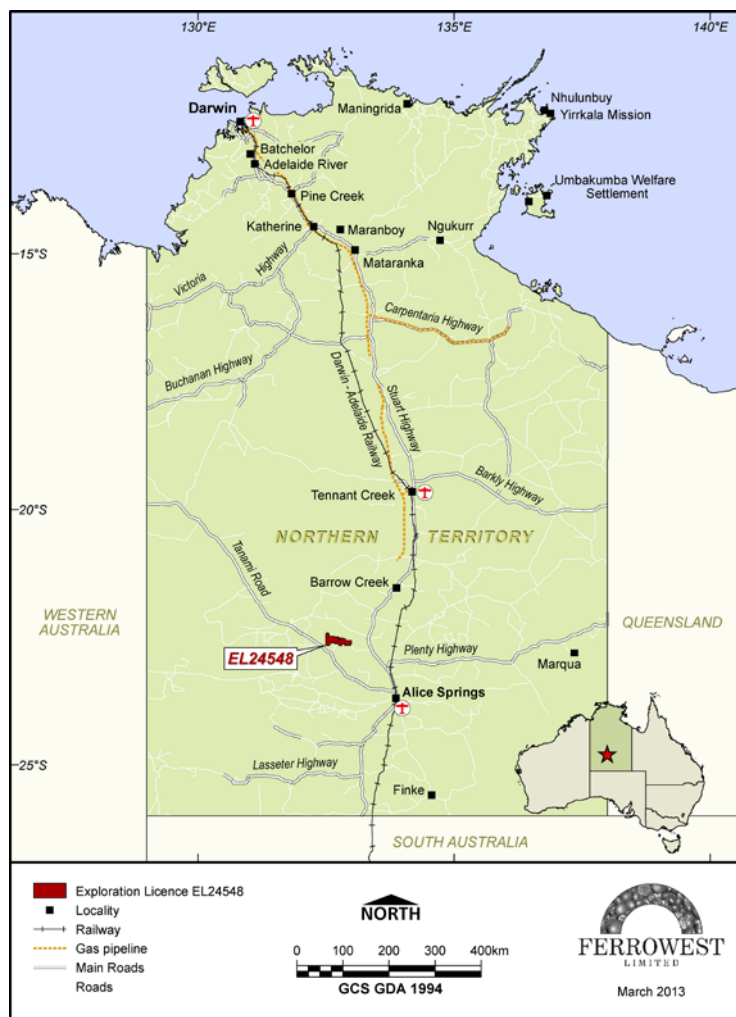 130°E
135°E
140°E
Darwin
Maningrida
Nhulunbuy
Yirrkala Mission
Batchelor
Adelaide River
Umbakumba Welfare
Settlement
Pine Creek
Katherine
Maranboy
Ngukurr
15°S
Mataranka
Victoria
Highway
Carpentaria Highway
Buchanan Highway
Darwin - Adelaide Railway
Stuart Highway
Tennant Creek
Barkly Highway
20°S
NORTHERN
TERRITORY
Tanami Road
Barrow Creek
WESTERN
AUSTRALIA
QUEENSLAND
EL24548
Plenty Highway
Marqua
Alice Springs
Lasseter Highway
25°S
Finke
SOUTH AUSTRALIA
Exploration Licence EL24548
Locality
Railway
Gas pipeline
Main Roads
Roads
NORTH
0 100 200 300 400km
GCS GDA 1994
FERROWEST
LIMITED
March 2013